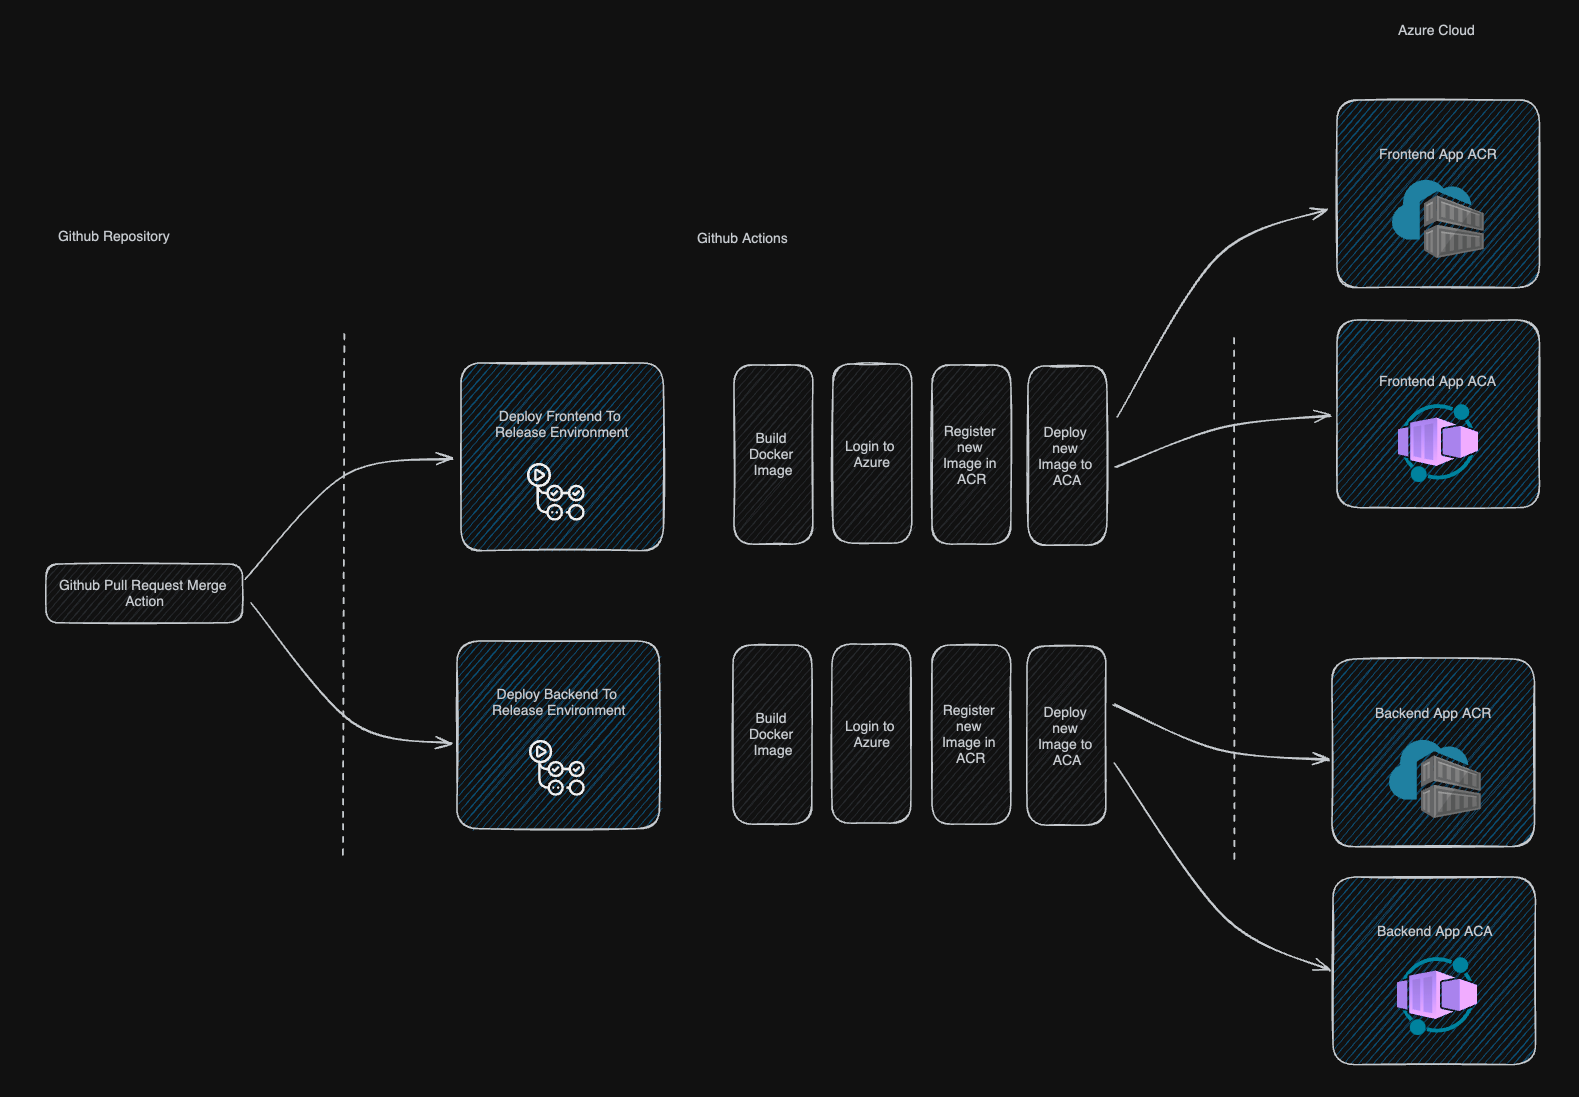 Azure Cloud
Github Repository
Github Actions
Github Pull Request Merge
Action
Deploy Frontend To
Release Environment
Build
Docker
Image
Login to
Azure
Register
new
Image in
ACR
Deploy
new
Image to
ACA
Frontend App ACR
Frontend App ACA
Deploy Backend To
Release Environment
Build
Docker
Image
Login to
Azure
Register
new
Image in
ACR
Deploy
new
Image to
ACA
Backend App ACR
Backend App ACA